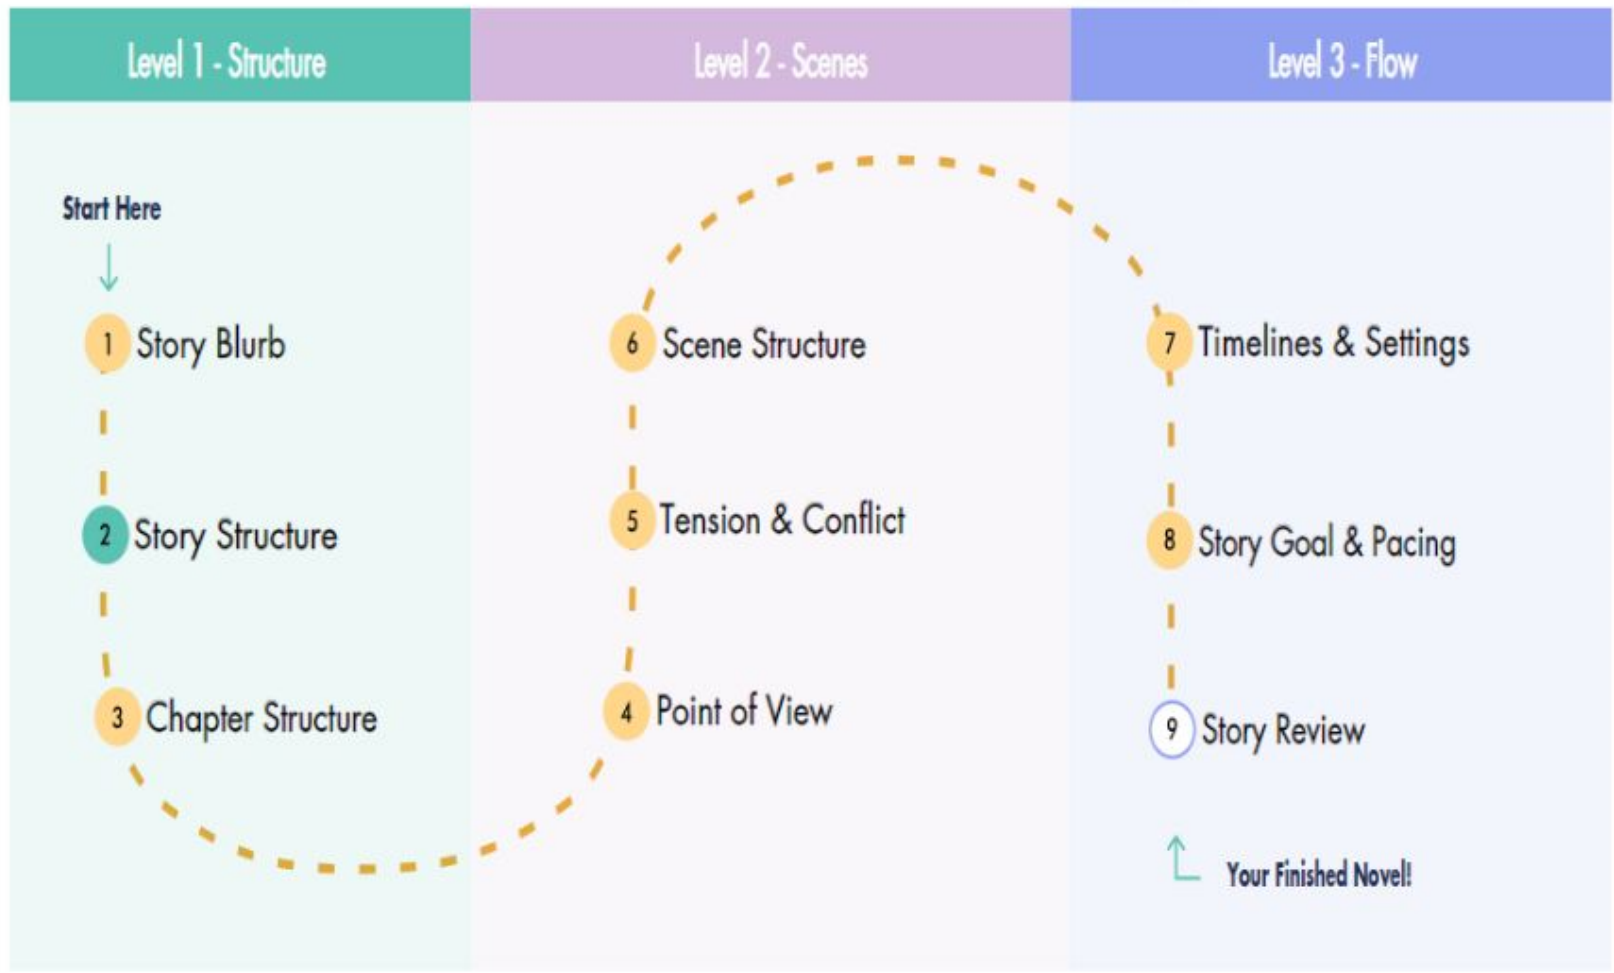 Level 1 - Structure
Level 2 - Scenes
Level 3 - Flow
Start Here
1 Story Blurb
2 Story Structure
3 Chapter Structure
6 Scene Structure
5 Tension & Conflict
4 Point of View
7 Timelines & Settings
8 Story Goal & Pacing
9 Story Review
Your Finished Novel!